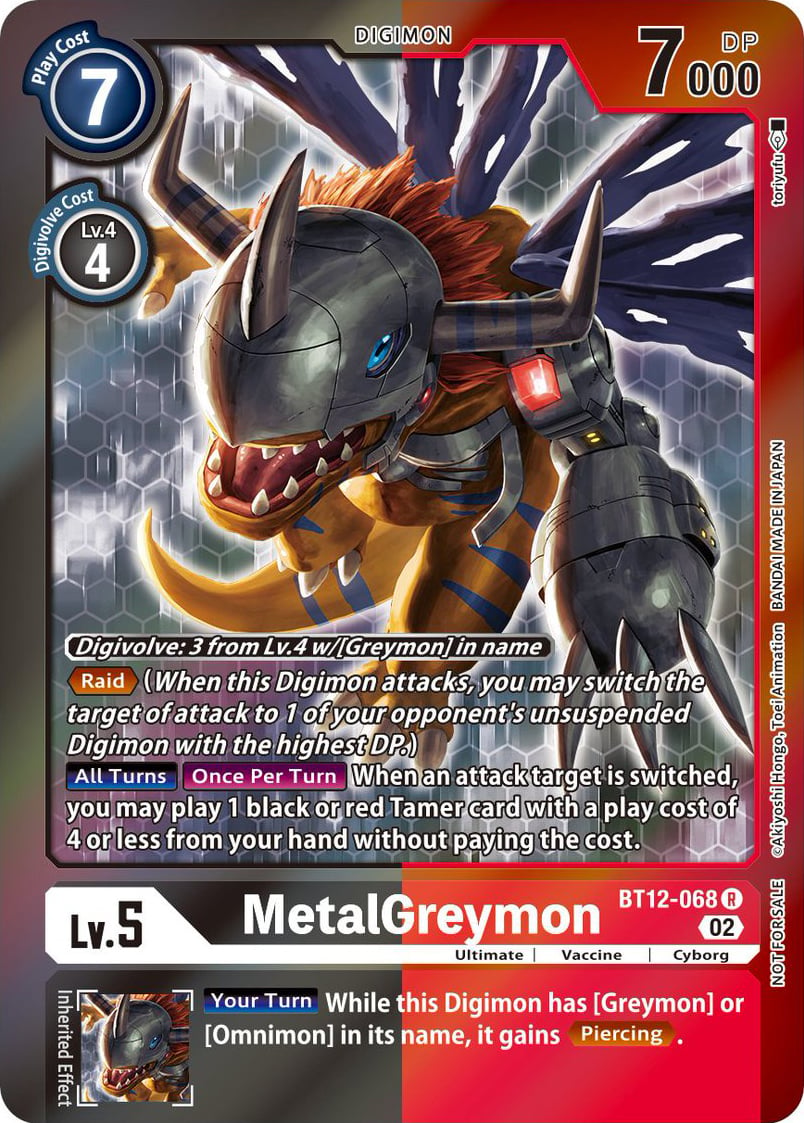 DIGIMON
Play Cost
7
DP
7000
Digivolve Cost
Lv.4
4
toriyufu
Digivolve: 3 from Lv.4 w/[Greymon] in name
Raid (When this Digimon attacks, you may switch the
target of attack to 1 of your opponent's unsuspended
Digimon with the highest DP.)
All Turns Once Per Turn When an attack target is switched,
you may play 1 black or red Tamer card with a play cost of
4 or less from your hand without paying the cost.
©Akiyoshi Hongo, Toei Animation BANDAI MADE IN JAPAN
NOT FOR SALE
Lv.5
MetalGreymon
BT12-068 R
02
Ultimate | Vaccine | Cyborg
Inherited Effect
Your Turn While this Digimon has [Greymon] or
[Omnimon] in its name, it gains Piercing.